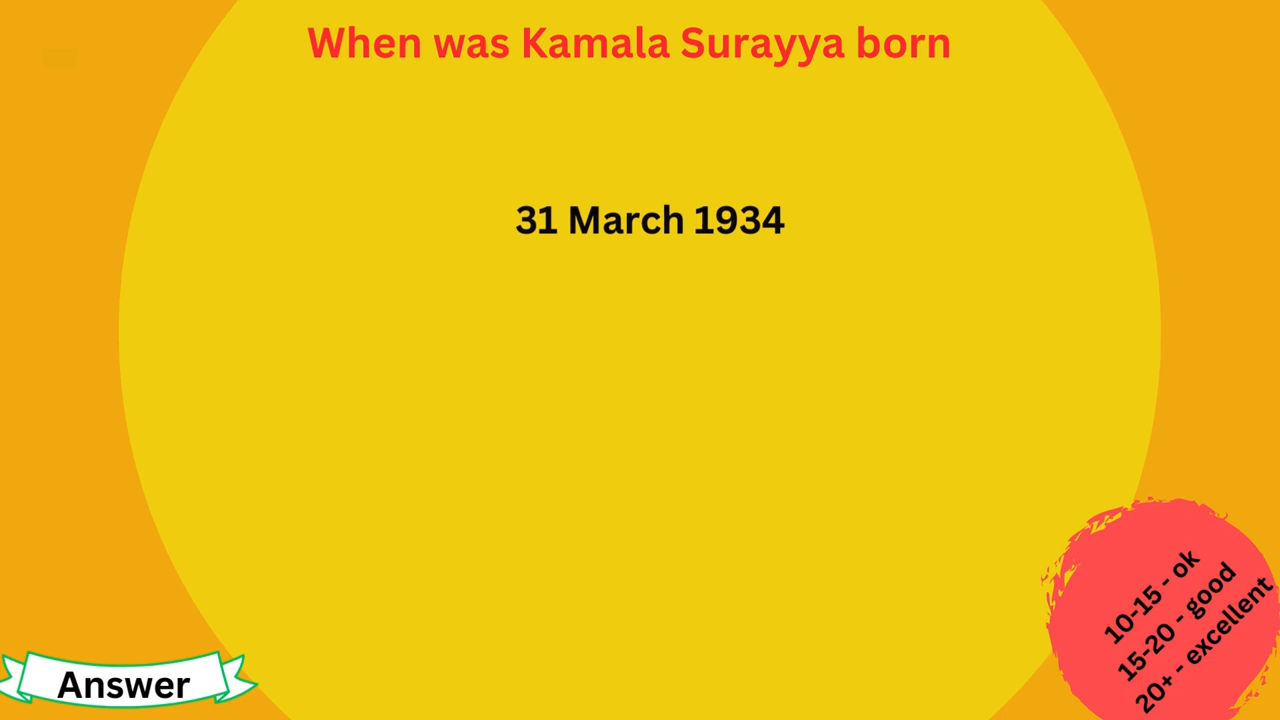 When was Kamala Surayya born
31 March 1934
10-15 - ok
15-20 - good
20+ - excellent
Answer